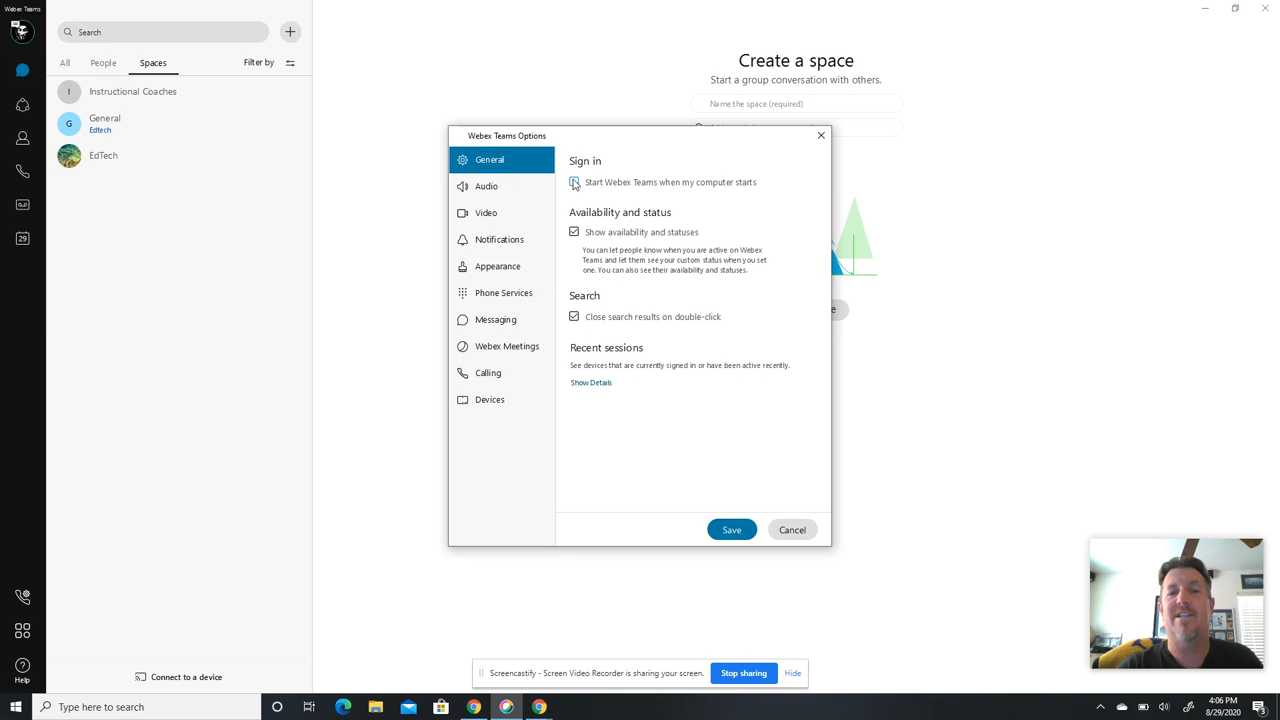 Webex Teams
Search
All
People
Spaces
Filter by
I
Instructional Coaches
G
General
Edtech
EdTech
29
Help
Connect to a device
Create a space
Start a group conversation with others.
Name the space (required)
Webex Teams Options
General
Audio
Video
Notifications
Appearance
Phone Services
Messaging
Webex Meetings
Calling
Devices
Sign in
Start Webex Teams when my computer starts
Availability and status
Show availability and statuses
You can let people know when you are active on Webex
Teams and let them see your custom status when you set
one. You can also see their availability and statuses.
Search
Close search results on double-click
Recent sessions
See devices that are currently signed in or have been active recently.
Show Details
Save
Cancel
Screencastify - Screen Video Recorder is sharing your screen.
Stop sharing
Hide
Type here to search
4:06 PM
8/29/2020
3